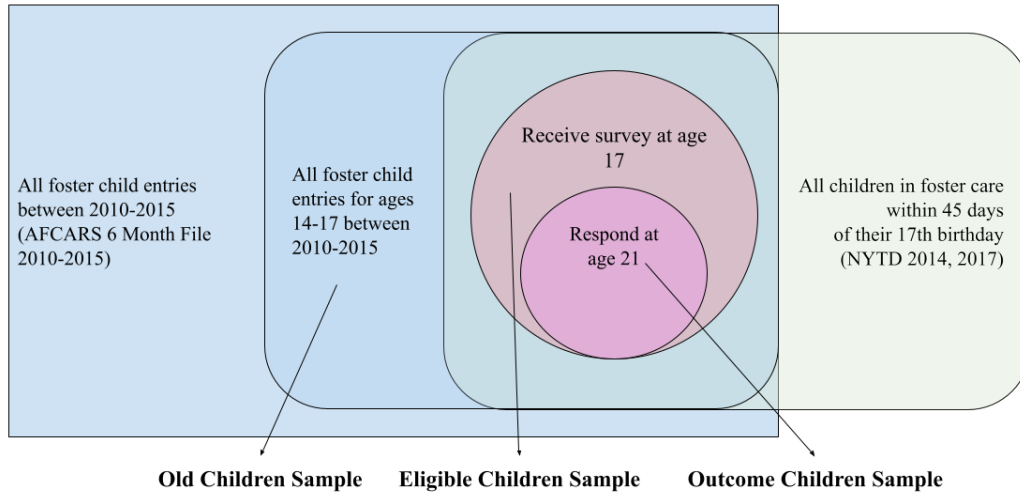 All foster child entries
between 2010-2015
(AFCARS 6 Month File
2010-2015)
All foster child
entries for ages
14-17 between
2010-2015
Receive survey at age
17
Respond at
age 21
All children in foster care
within 45 days
of their 17th birthday
(NYTD 2014, 2017)
Old Children Sample
Eligible Children Sample
Outcome Children Sample